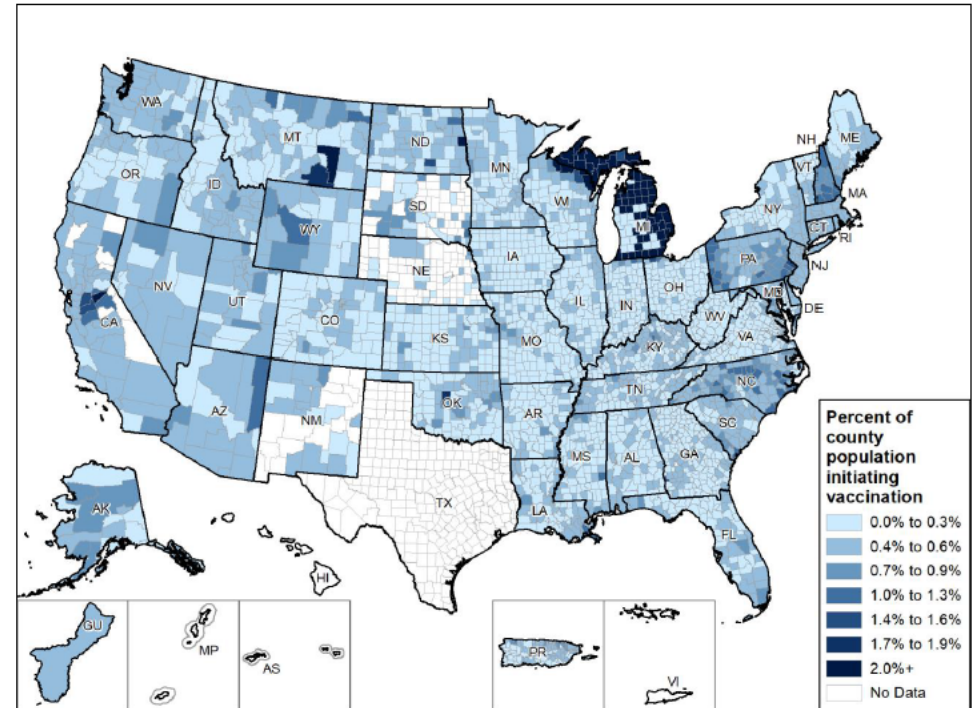 WA
MT
ND
MN
OR
ID
SD
WI
MI
WY
NE
IA
NV
UT
CO
CA
KS
MO
IL
IN
OH
KY
WV
VA
PA
NY
VT
NH
ME
MA
CT
RI
NJ
MD
DE
AZ
NM
OK
AR
TN
NC
SC
MS
AL
GA
TX
LA
FL
AK
HI
GU
MP
AS
PR
VI
Percent of
county
population
initiating
vaccination
0.0% to 0.3%
0.4% to 0.6%
0.7% to 0.9%
1.0% to 1.3%
1.4% to 1.6%
1.7% to 1.9%
2.0%+
No Data